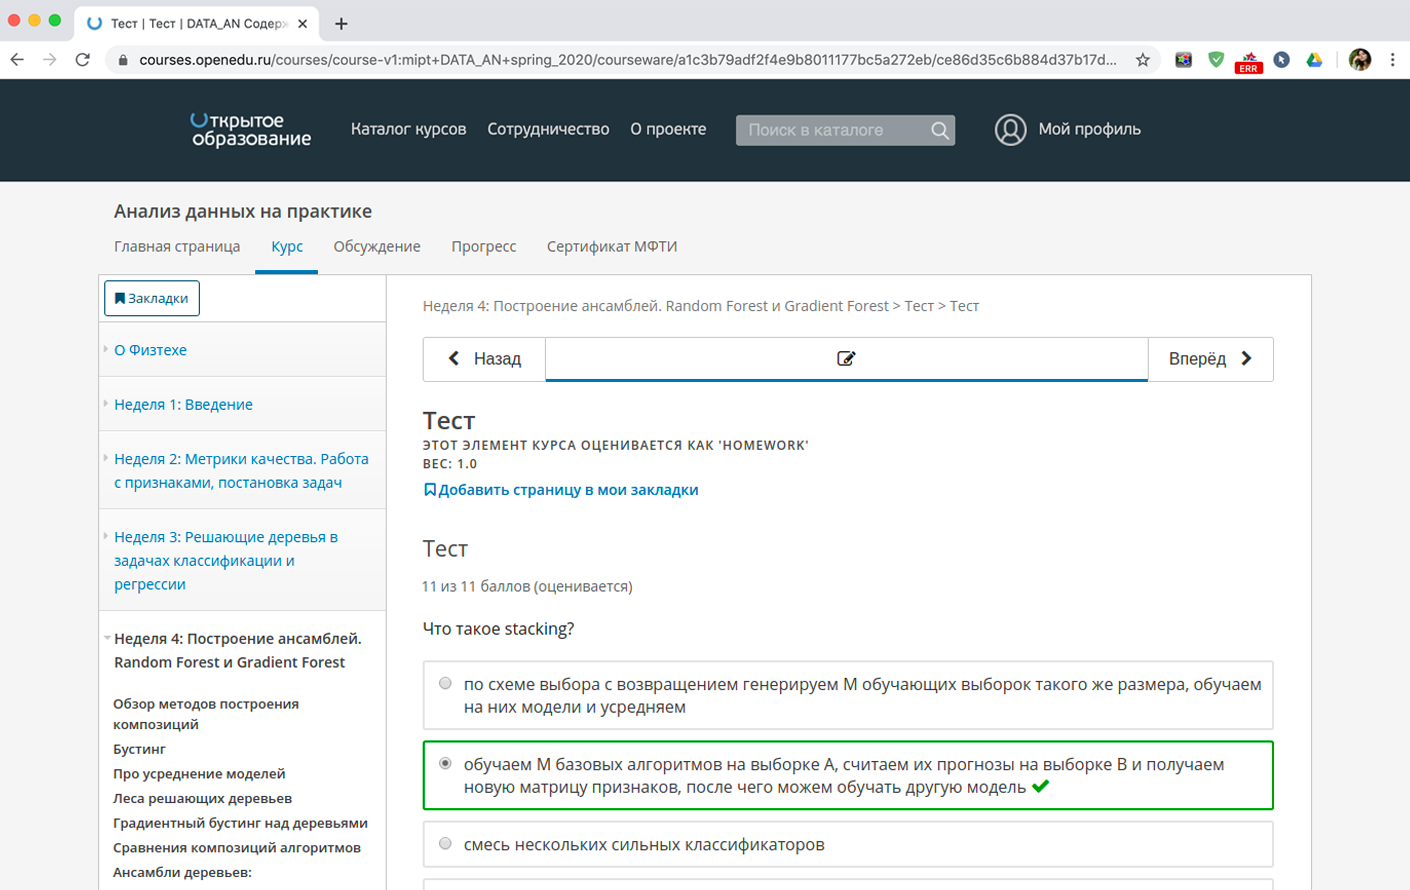 Тест | Тест | DATA_AN Содерж
courses.openedu.ru/courses/course-v1:mipt+DATA_AN+spring_2020/courseware/a1c3b79adf2f4e9b8011177bc5a272eb/ce86d35c6b884d37b17d...
ERR
Открытое
образование
Каталог курсов
Сотрудничество
О проекте
Поиск в каталоге
Мой профиль
Анализ данных на практике
Главная страница
Курс
Обсуждение
Прогресс
Сертификат МФТИ
Закладки
О Физтехе
Неделя 1: Введение
Неделя 2: Метрики качества. Работа
с признаками, постановка задач
Неделя 3: Решающие деревья в
задачах классификации и
регрессии
Неделя 4: Построение ансамблей.
Random Forest и Gradient Forest
Обзор методов построения
композиций
Бустинг
Про усреднение моделей
Леса решающих деревьев
Градиентный бустинг над деревьями
Сравнения композиций алгоритмов
Ансамбли деревьев:
Неделя 4: Построение ансамблей. Random Forest и Gradient Forest > Тест > Тест
Назад
Вперёд
Тест
ЭТОТ ЭЛЕМЕНТ КУРСА ОЦЕНИВАЕТСЯ КАК 'HOMEWORK'
ВЕС: 1.0
Добавить страницу в мои закладки
Тест
11 из 11 баллов (оценивается)
Что такое stacking?
по схеме выбора с возвращением генерируем M обучающих выборок такого же размера, обучаем
на них модели и усредняем
обучаем M базовых алгоритмов на выборке А, считаем их прогнозы на выборке B и получаем
новую матрицу признаков, после чего можем обучать другую модель
смесь нескольких сильных классификаторов